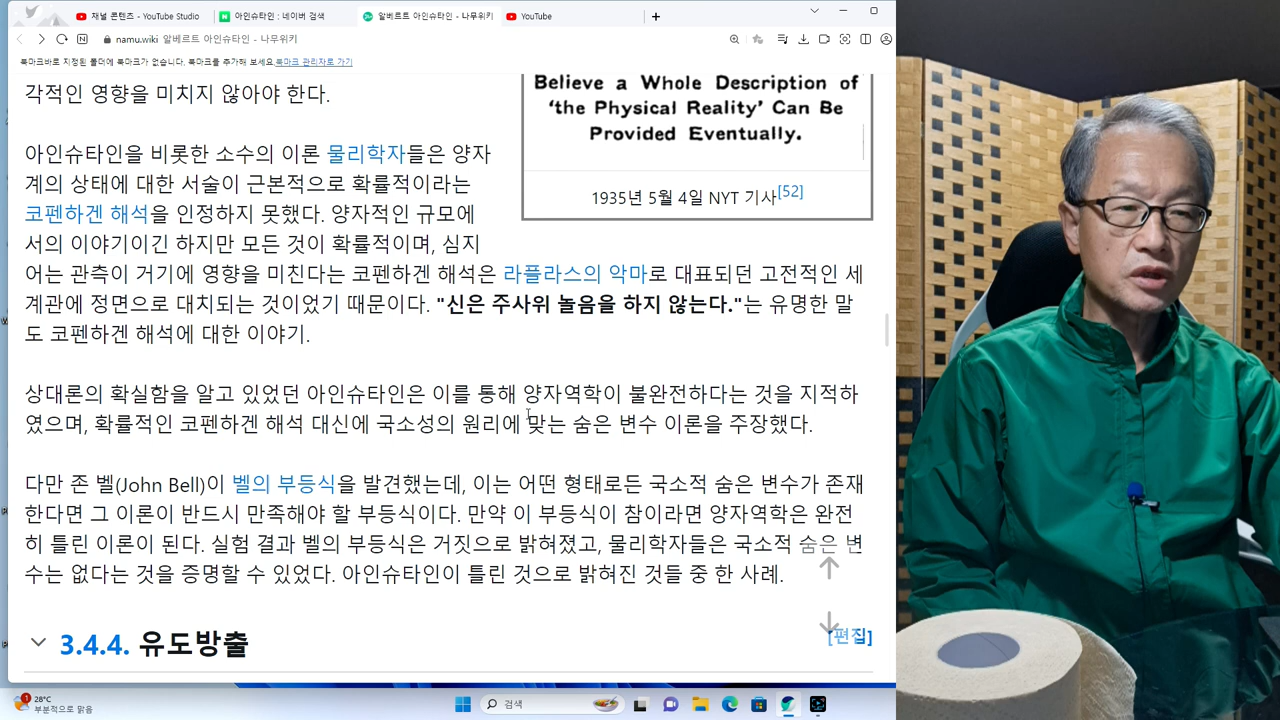 채널 콘텐츠 - YouTube Studio
아인슈타인 : 네이버 검색
알베르트 아인슈타인 - 나무위키
YouTube
namu.wiki 알베르트 아인슈타인 - 나무위키
북마크바로 지정된 폴더에 북마크가 없습니다. 북마크를 추가해 보세요.북마크 관리자로 가기
각적인 영향을 미치지 않아야 한다.
Believe a Whole Description of
'the Physical Reality' Can Be
Provided Eventually.
1935년 5월 4일 NYT 기사[52]
아인슈타인을 비롯한 소수의 이론 물리학자들은 양자
계의 상태에 대한 서술이 근본적으로 확률적이라는
코펜하겐 해석을 인정하지 못했다. 양자적인 규모에
서의 이야기이긴 하지만 모든 것이 확률적이며, 심지
어는 관측이 거기에 영향을 미친다는 코펜하겐 해석은 라플라스의 악마로 대표되던 고전적인 세
계관에 정면으로 대치되는 것이었기 때문이다. "신은 주사위 놀음을 하지 않는다."는 유명한 말
도 코펜하겐 해석에 대한 이야기.
상대론의 확실함을 알고 있었던 아인슈타인은 이를 통해 양자역학이 불완전하다는 것을 지적하
였으며, 확률적인 코펜하겐 해석 대신에 국소성의 원리에 맞는 숨은 변수 이론을 주장했다.
다만 존 벨(John Bell)이 벨의 부등식을 발견했는데, 이는 어떤 형태로든 국소적 숨은 변수가 존재
한다면 그 이론이 반드시 만족해야 할 부등식이다. 만약 이 부등식이 참이라면 양자역학은 완전
히 틀린 이론이 된다. 실험 결과 벨의 부등식은 거짓으로 밝혀졌고, 물리학자들은 국소적 숨은 변
수는 없다는 것을 증명할 수 있었다. 아인슈타인이 틀린 것으로 밝혀진 것들 중 한 사례.
3.4.4. 유도방출
[편집]
1
28°C
부분적으로 맑음
검색